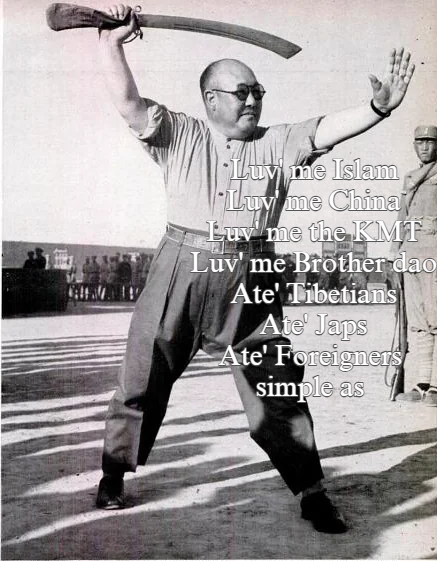 Luv' me Islam
Luv' me China
Luv' me the KMT
Luv' me Brother dao
Ate' Tibetians
Ate' Japs
Ate' Foreigners
simple as